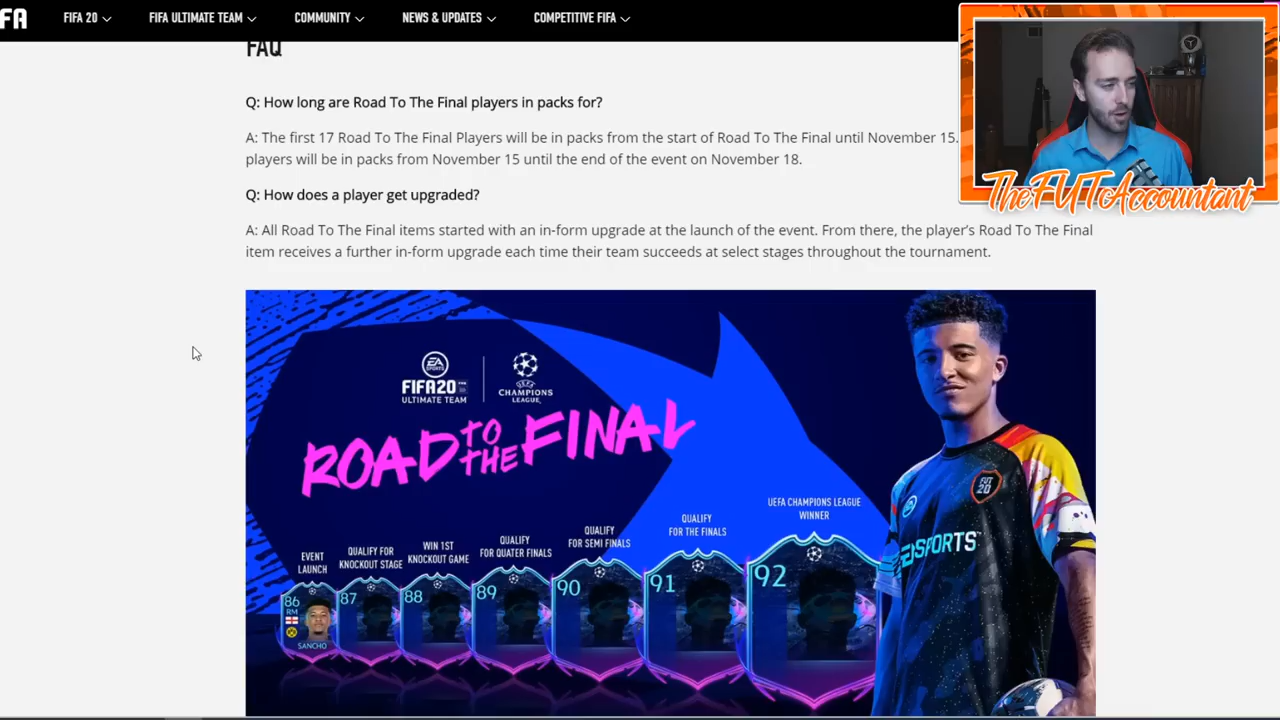 FA
FIFA 20
FIFA ULTIMATE TEAM
COMMUNITY
NEWS & UPDATES
COMPETITIVE FIFA
FAQ
Q: How long are Road To The Final players in packs for?
A: The first 17 Road To The Final Players will be in packs from the start of Road To The Final until November 15.
players will be in packs from November 15 until the end of the event on November 18.
TheFUTAccountant
Q: How does a player get upgraded?
A: All Road To The Final items started with an in-form upgrade at the launch of the event. From there, the player's Road To The Final
item receives a further in-form upgrade each time their team succeeds at select stages throughout the tournament.
EA
SPORTS
FIFA20
ULTIMATE TEAM
UEFA
CHAMPIONS
LEAGUE
ROAD TO THE FINAL
EVENT
LAUNCH
QUALIFY FOR
KNOCKOUT STAGE
WIN 1ST
KNOCKOUT GAME
QUALIFY
FOR QUATER FINALS
QUALIFY
FOR SEMI FINALS
QUALIFY
FOR THE FINALS
UEFA CHAMPIONS LEAGUE
WINNER
86
RM
SANCHO
87
88
89
90
91
92
FUT
20
EA SPORTS